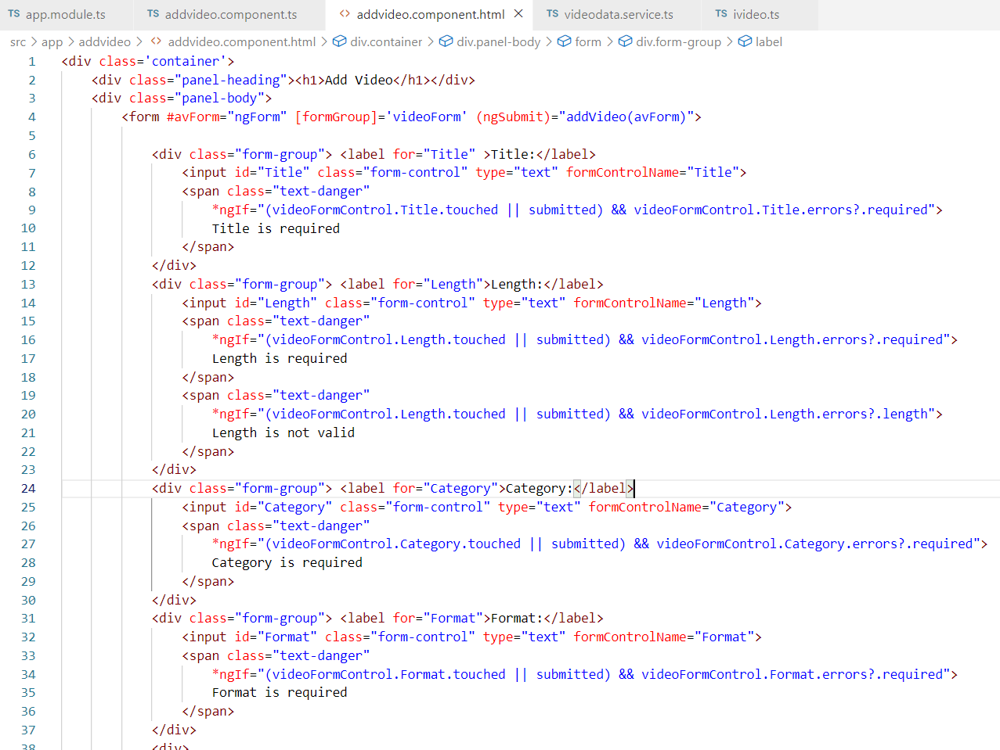 TS app.module.ts TS addvideo.component.ts <> addvideo.component.html × TS videodata.service.ts TS ivideo.ts
src > app > addvideo > <> addvideo.component.html > div.container > div.panel-body > form > div.form-group > label
1 <div class='container'>
2 <div class="panel-heading"><h1>Add Video</h1></div>
3 <div class="panel-body">
4 <form #avForm="ngForm" [formGroup]='videoForm' (ngSubmit)="addVideo(avForm)">
5
6 <div class="form-group"> <label for="Title" >Title:</label>
7 <input id="Title" class="form-control" type="text" formControlName="Title">
8 <span class="text-danger"
9 *ngIf="(videoFormControl.Title.touched || submitted) && videoFormControl.Title.errors?.required">
10 Title is required
11 </span>
12 </div>
13 <div class="form-group"> <label for="Length">Length:</label>
14 <input id="Length" class="form-control" type="text" formControlName="Length">
15 <span class="text-danger"
16 *ngIf="(videoFormControl.Length.touched || submitted) && videoFormControl.Length.errors?.required">
17 Length is required
18 </span>
19 <span class="text-danger"
20 *ngIf="(videoFormControl.Length.touched || submitted) && videoFormControl.Length.errors?.length">
21 Length is not valid
22 </span>
23 </div>
24 <div class="form-group"> <label for="Category">Category:</label>
25 <input id="Category" class="form-control" type="text" formControlName="Category">
26 <span class="text-danger"
27 *ngIf="(videoFormControl.Category.touched || submitted) && videoFormControl.Category.errors?.required">
28 Category is required
29 </span>
30 </div>
31 <div class="form-group"> <label for="Format">Format:</label>
32 <input id="Format" class="form-control" type="text" formControlName="Format">
33 <span class="text-danger"
34 *ngIf="(videoFormControl.Format.touched || submitted) && videoFormControl.Format.errors?.required">
35 Format is required
36 </span>
37 </div>
38 <div>